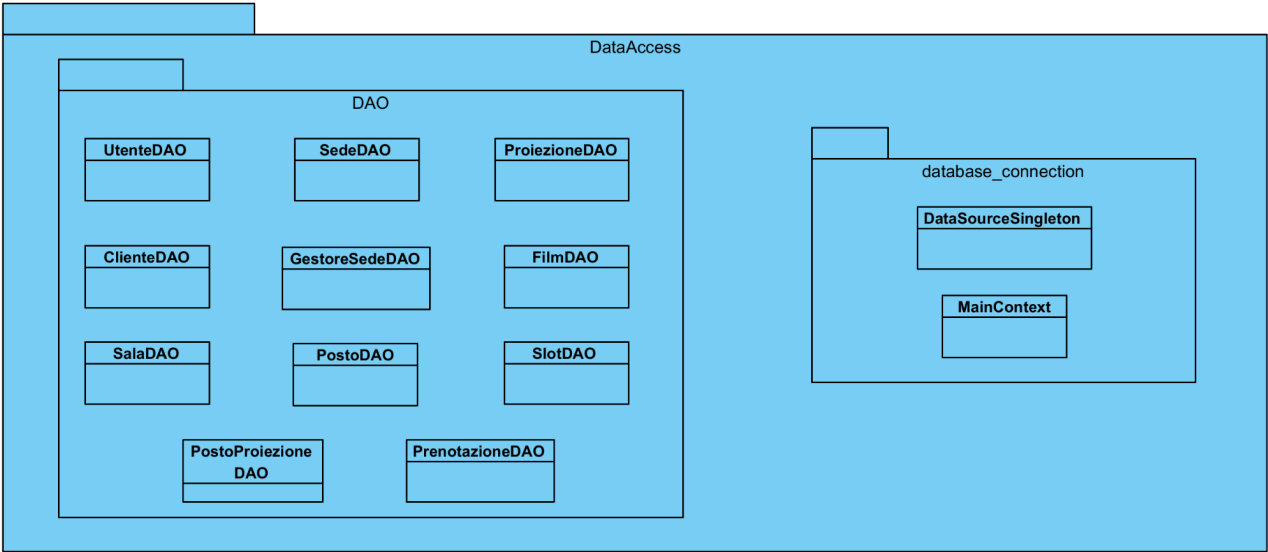 DataAccess
DAO
UtenteDAO
SedeDAO
ProiezioneDAO
ClienteDAO
GestoreSedeDAO
FilmDAO
SalaDAO
PostoDAO
SlotDAO
PostoProiezione
DAO
PrenotazioneDAO
database_connection
DataSourceSingleton
MainContext